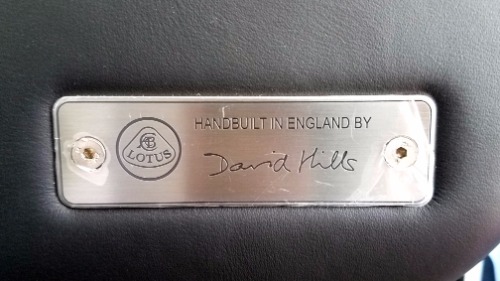 HANDBUILT IN ENGLAND BY
LOTUS
David Hills